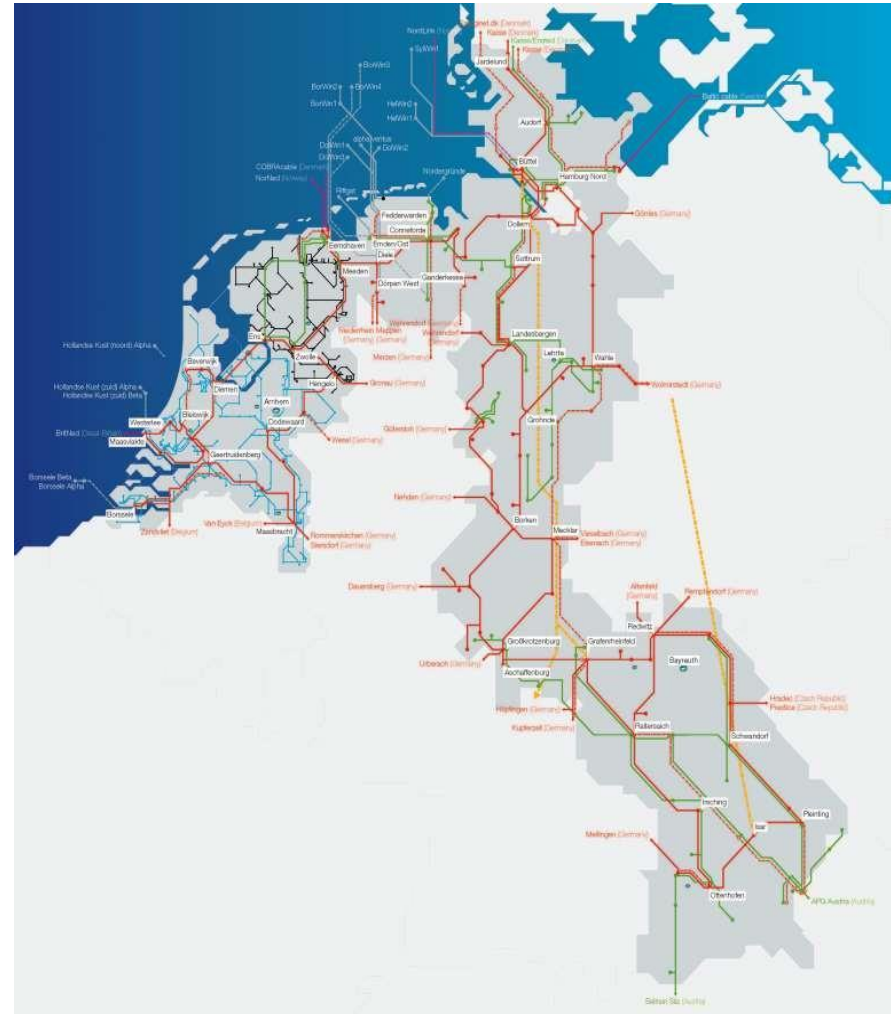 Kassø (Denmark)
Jardelund
NordLink
SylWin1
BorWin3
BorWin2
BorWin4
BorWin1
HelWin2
HelWin1
Baltic cable
Audorf
alpha ventus
DolWin1
DolWin2
DolWin3
Büttel
COBRAcable (Denmark)
NorNed (Norway)
Riffgat
Nordergründe
Hamburg Nord
Fedderwarden
Conneforde
Dollern
Görries (Germany)
Eemshaven
Emden/Ost
Diele
Sottrum
Meeden
Dörpen West
Ganderkesee
Niederrhein Meppen
(Germany) (Germany)
Wehrendorf (Germany)
Wehrendorf
(Germany)
Merzen (Germany)
Landesbergen
Ens
Lehrte
Wahle
Hollandse Kust (noord) Alpha
Zwolle
Beverwijk
Diemen
Hengelo
Gronau (Germany)
Wolmirstedt (Germany)
Hollandse Kust (zuid) Alpha
Hollandse Kust (zuid) Beta
Arnhem
Bleiswijk
Dodewaard
Grohnde
Westerlee
BritNed
Maasvlakte
Wesel (Germany)
Gütersloh (Germany)
Geertruidenberg
Borssele Beta
Borssele Alpha
Nehden (Germany)
Borssele
Zandvliet (Belgium)
Van Eyck (Belgium)
Maasbracht
Rommerskirchen (Germany)
Siersdorf (Germany)
Borken
Mecklar
Vieselbach (Germany)
Eisenach (Germany)
Dauersberg (Germany)
Altenfeld
(Germany)
Remptendorf (Germany)
Redwitz
Großkrotzenburg
Grafenrheinfeld
Urberach (Germany)
Aschaffenburg
Bayreuth
Höpfingen (Germany)
Hradec (Czech Republic)
Prestice (Czech Republic)
Kupferzell (Germany)
Raitersaich
Schwandorf
Irsching
Pleinting
Isar
Meitingen (Germany)
Ottenhofen
APG Austria (Austria)